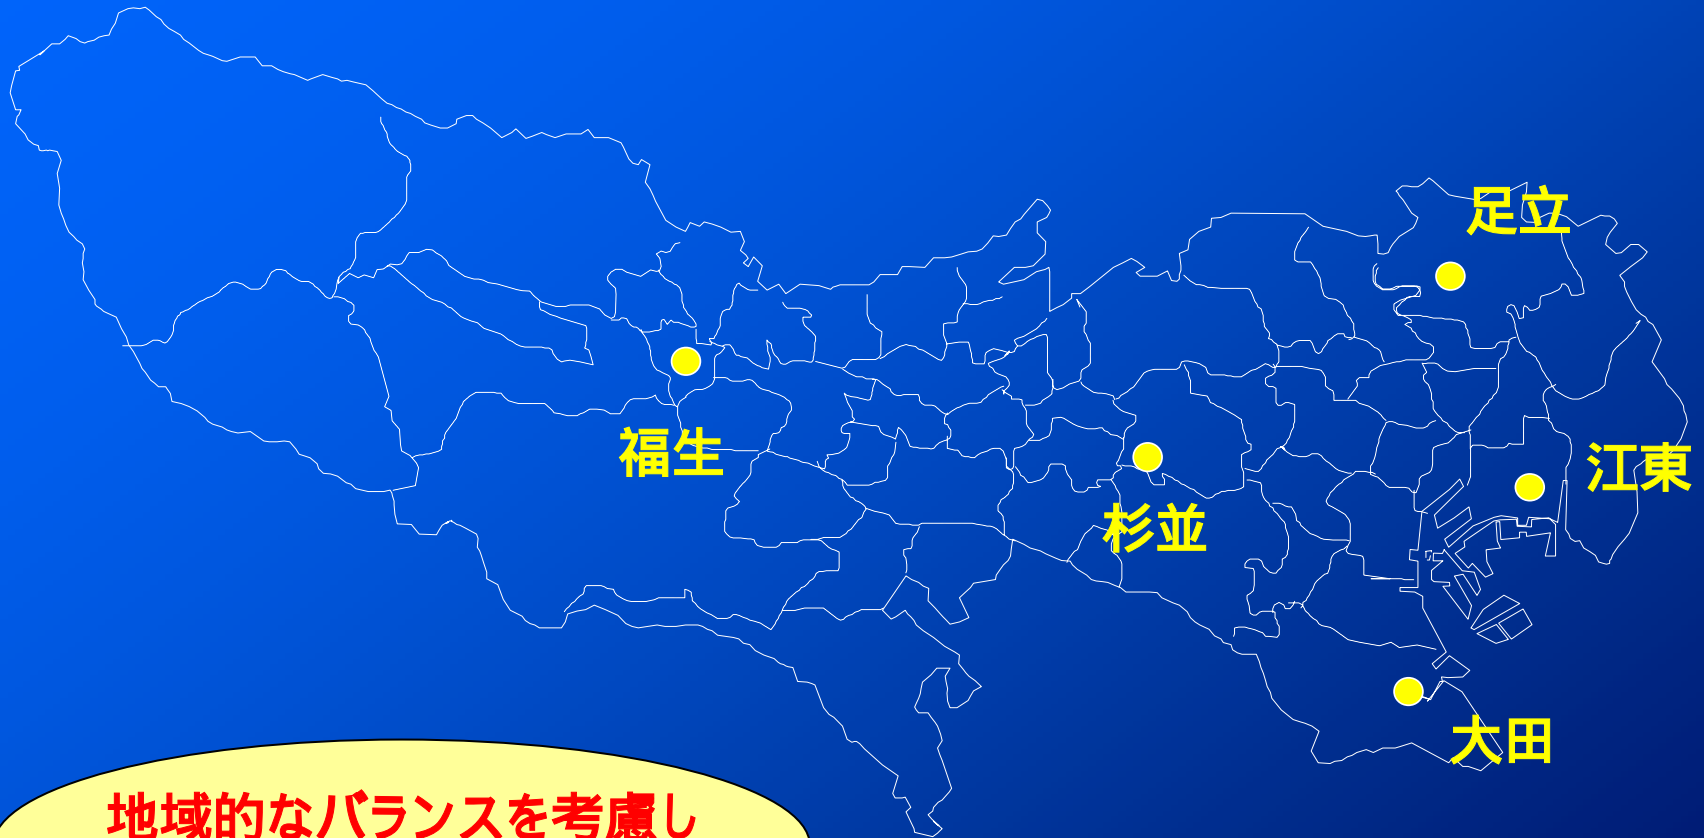 足立
福生
江東
杉並
大田
地域的なバランスを考慮し